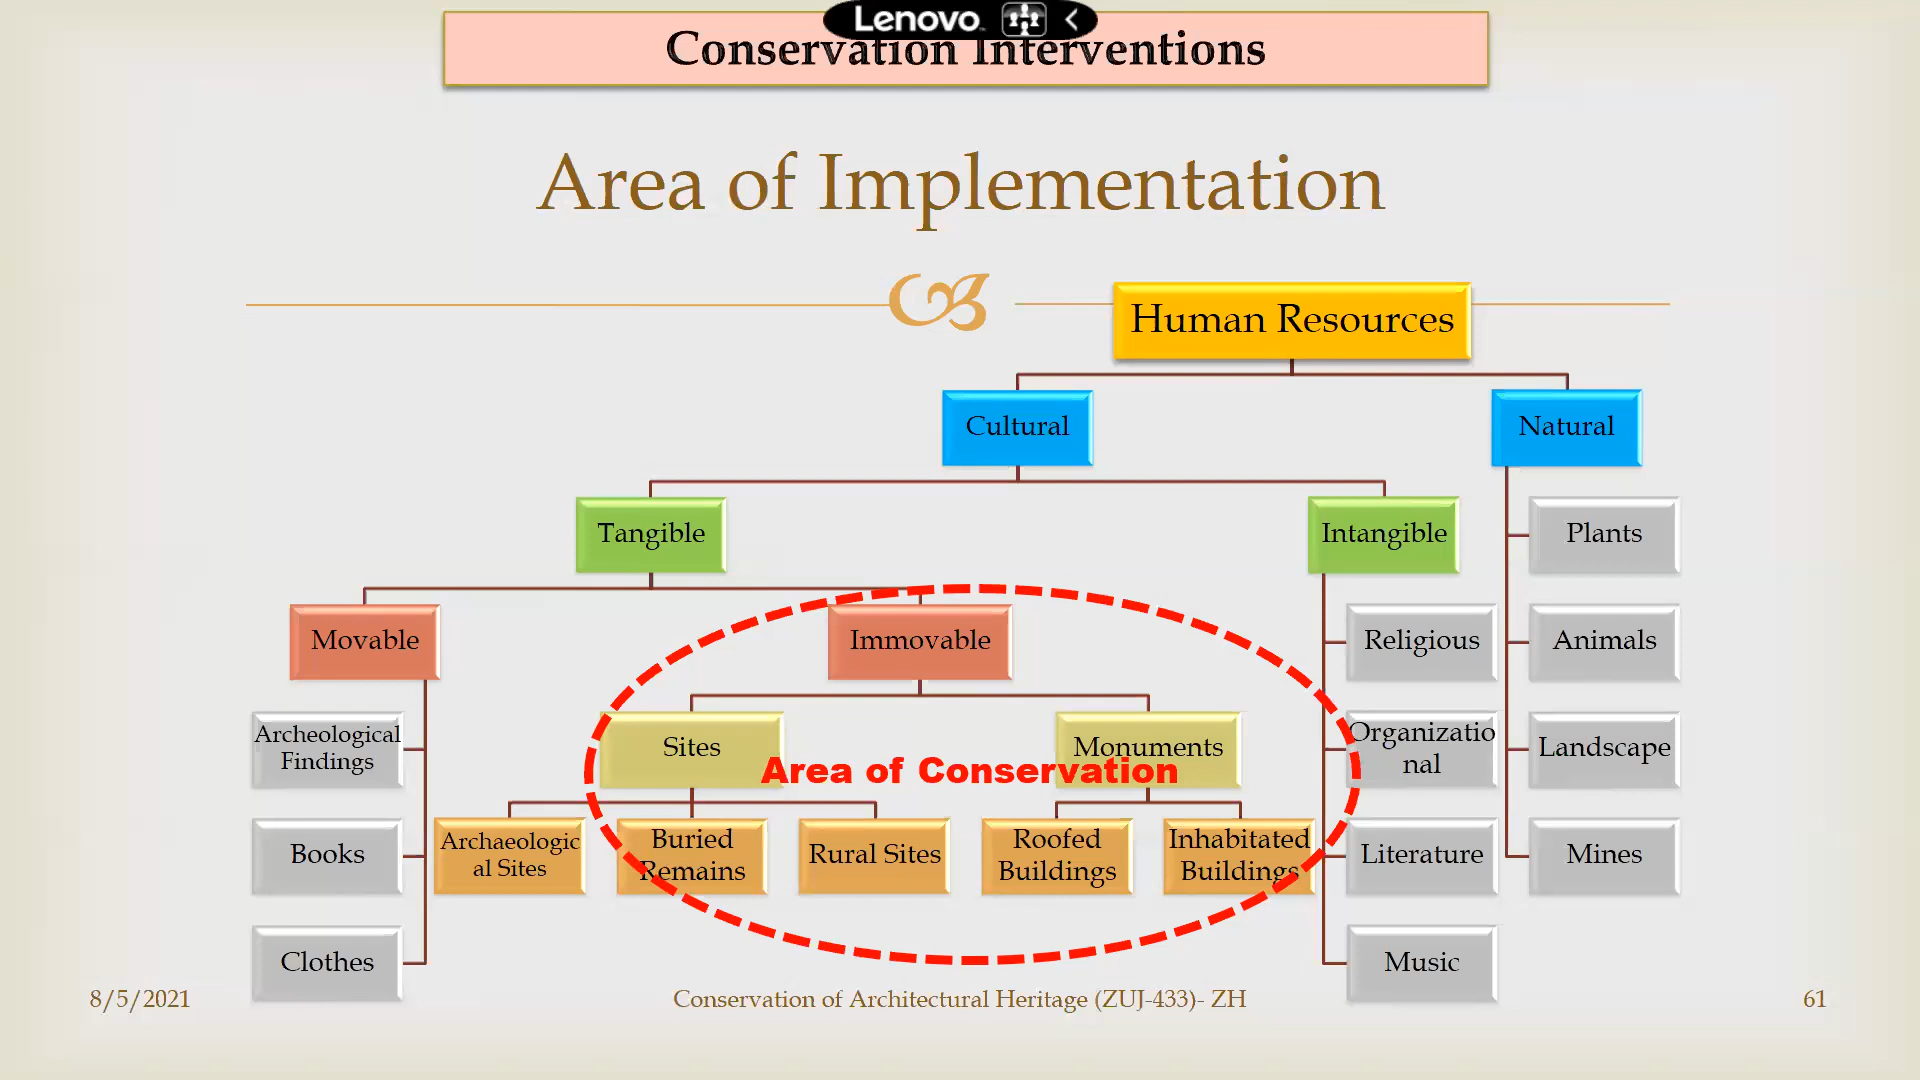 Lenovo
Conservation Interventions
Area of Implementation
Human Resources
Cultural
Natural
Tangible
Intangible
Plants
Movable
Immovable
Religious
Animals
Archeological
Findings
Sites
Monuments
Organizatio
nal
Landscape
Area of Conservation
Books
Archaeologic
al Sites
Buried
Remains
Rural Sites
Roofed
Buildings
Inhabitated
Buildings
Literature
Mines
Clothes
Music
8/5/2021
Conservation of Architectural Heritage (ZUJ-433)- ZH
61